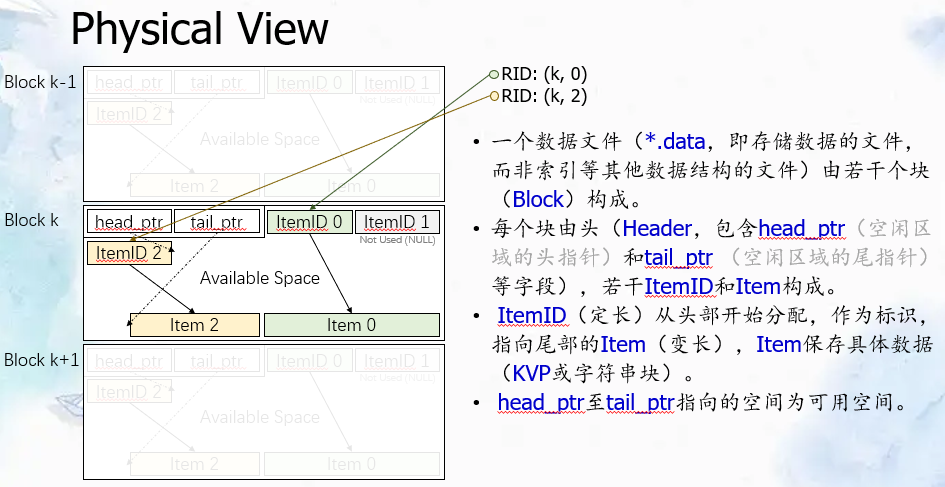 Physical View
Block k-1
head_ptr
tail_ptr
ItemID 0
ItemID 1
Not Used (NULL)
ItemID 2
Available Space
Item 2
Item 0
Block k
head_ptr
tail_ptr
ItemID 0
ItemID 1
Not Used (NULL)
ItemID 2
Available Space
Item 2
Item 0
Block k+1
head_ptr
tail_ptr
ItemID 0
ItemID 1
Not Used (NULL)
ItemID 2
Available Space
Item 2
Item 0
RID: (k, 0)
RID: (k, 2)
• 一个数据文件（*.data，即存储数据的文件，
而非索引等其他数据结构的文件）由若干个块
（Block）构成。
• 每个块由头（Header，包含head_ptr（空闲区
域的头指针）和tail_ptr （空闲区域的尾指针）
等字段），若干ItemID和Item构成。
• ItemID（定长）从头部开始分配，作为标识，
指向尾部的Item（变长），Item保存具体数据
（KVP或字符串块）。
• head_ptr至tail_ptr指向的空间为可用空间。